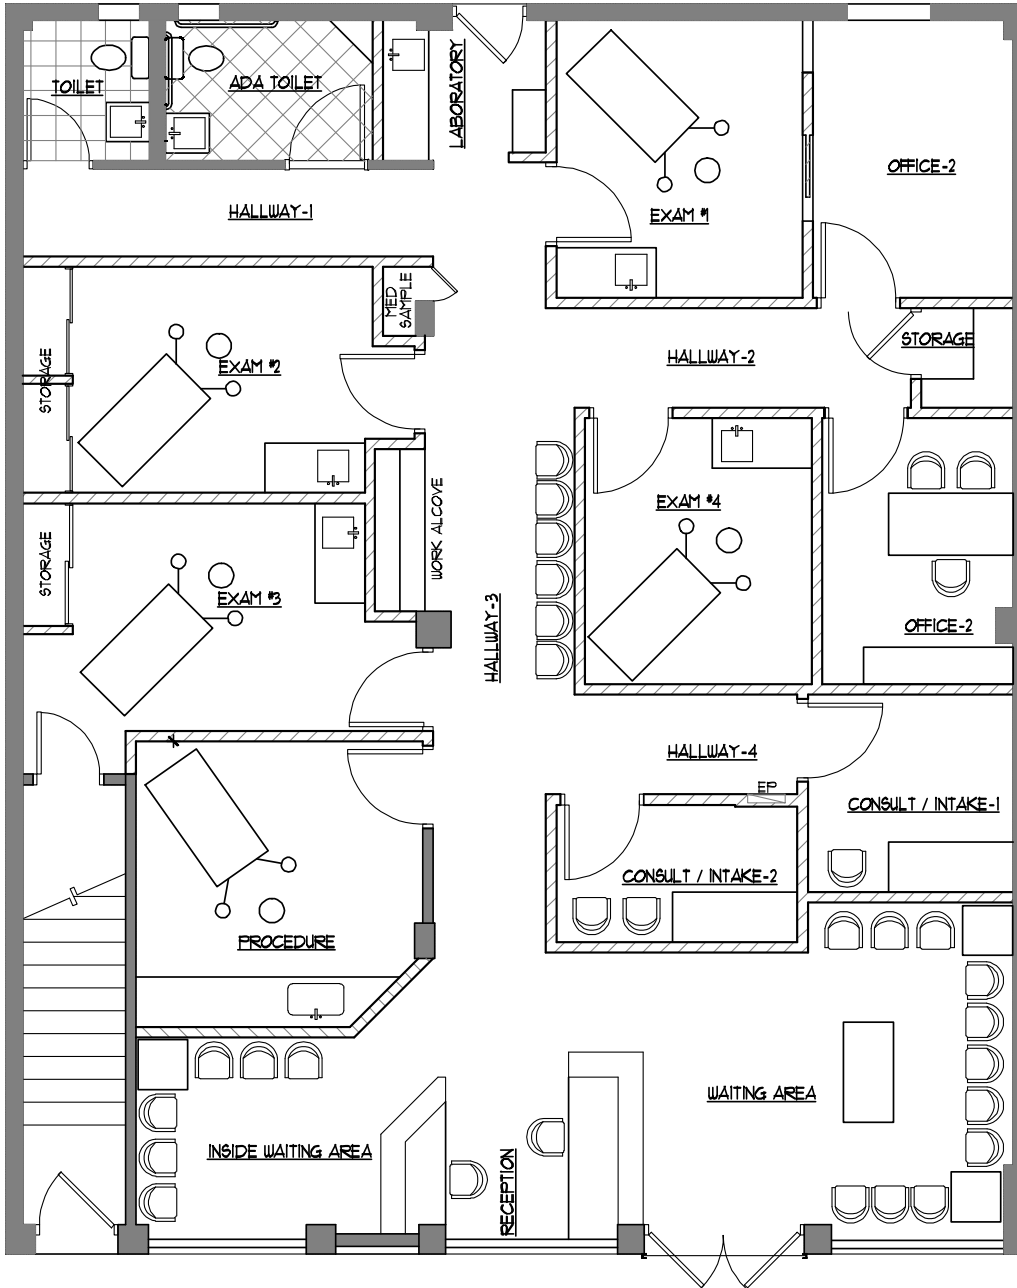 TOILET
ADA TOILET
LABORATORY
HALLWAY-1
EXAM #1
OFFICE-2
MED
SAMPLE
STORAGE
EXAM #2
HALLWAY-2
STORAGE
STORAGE
EXAM #3
WORK ALCOVE
HALLWAY-3
EXAM #4
OFFICE-2
HALLWAY-4
EP
CONSULT / INTAKE-1
CONSULT / INTAKE-2
PROCEDURE
INSIDE WAITING AREA
RECEPTION
WAITING AREA